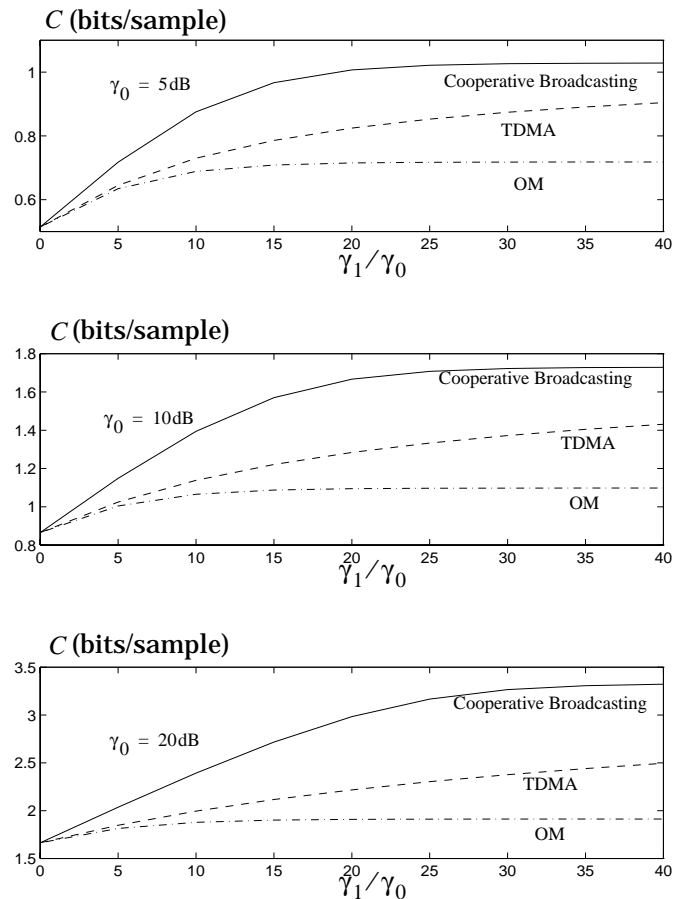 C (bits/sample)
1
0.8
0.6
γ0 = 5dB
Cooperative Broadcasting
TDMA
OM
0 5 10 15 20 25 30 35 40
γ1/γ0
C (bits/sample)
1.8
1.6
1.4
1.2
1
0.8
γ0 = 10dB
Cooperative Broadcasting
TDMA
OM
0 5 10 15 20 25 30 35 40
γ1/γ0
C (bits/sample)
3.5
3
2.5
2
1.5
γ0 = 20dB
Cooperative Broadcasting
TDMA
OM
0 5 10 15 20 25 30 35 40
γ1/γ0